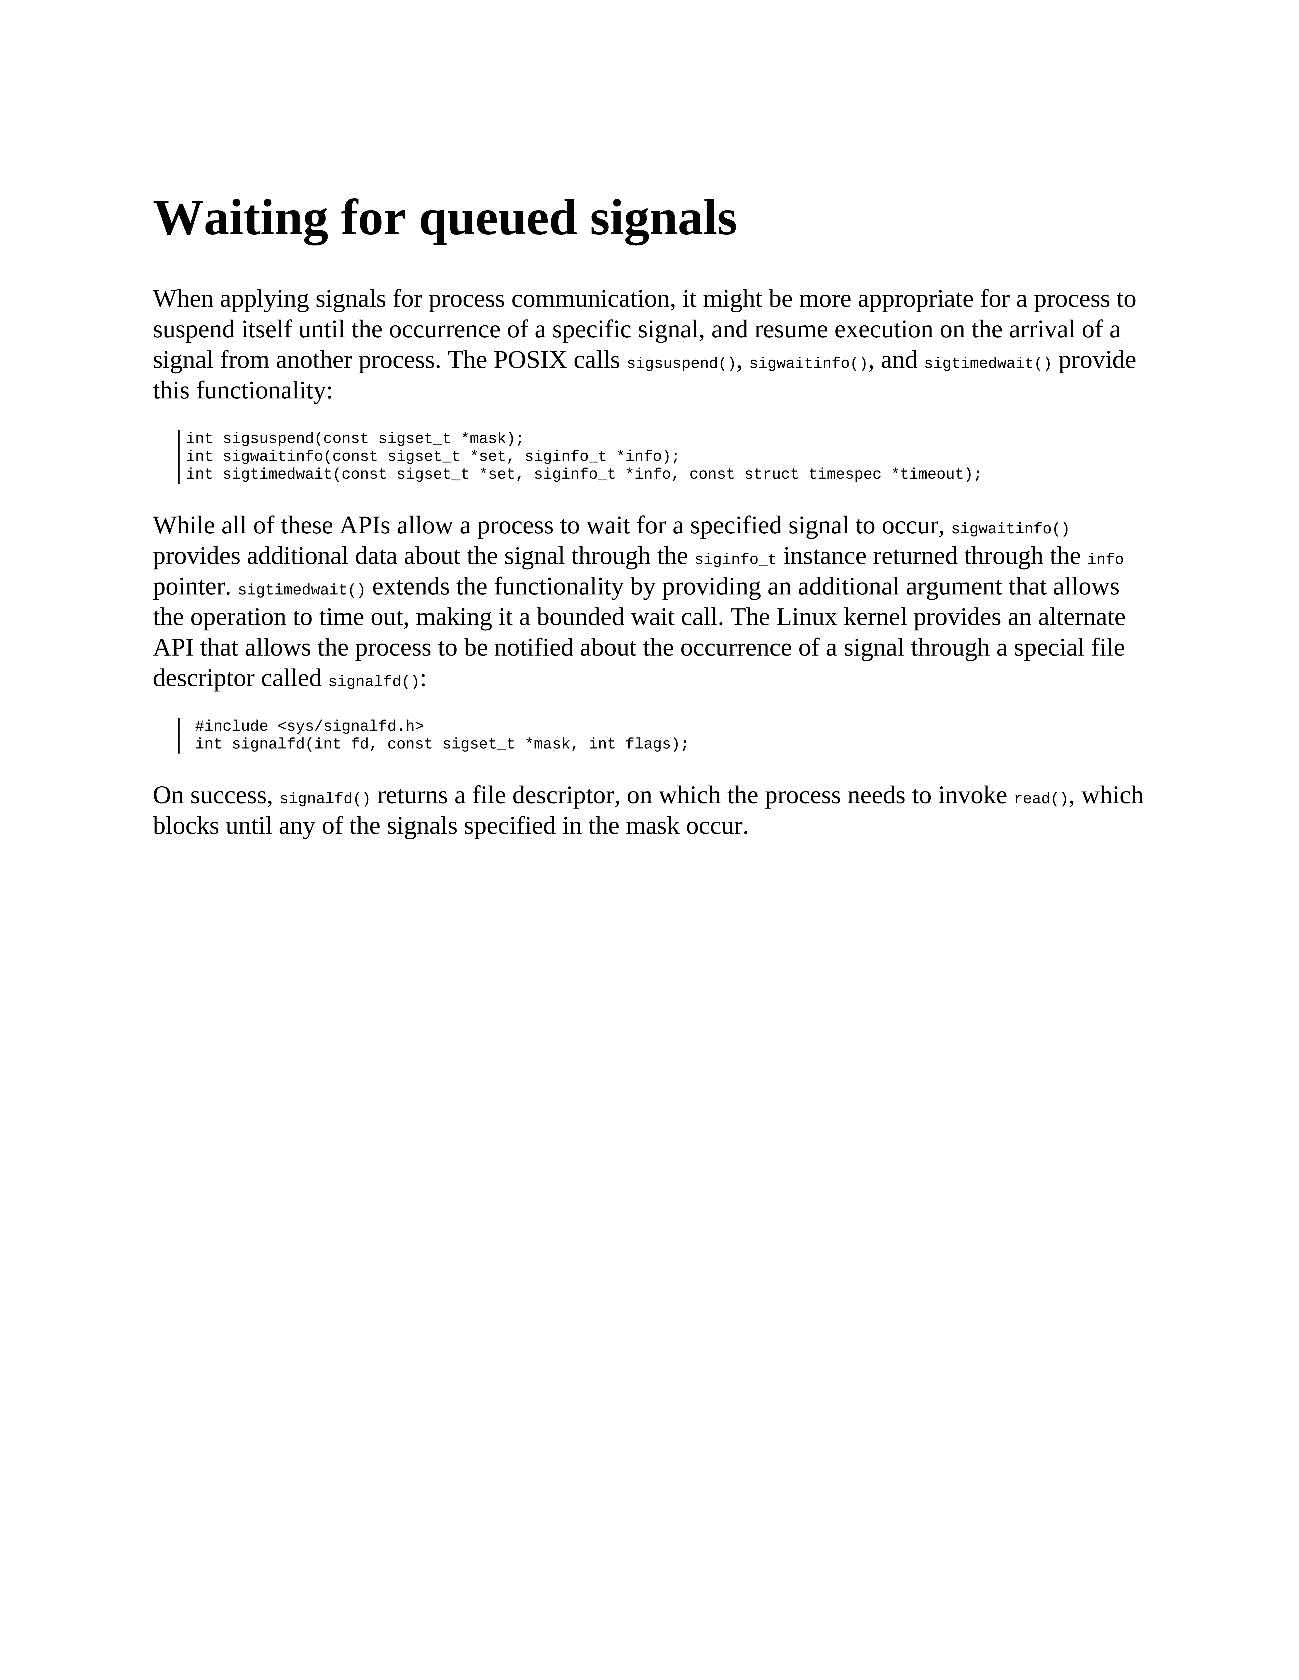 Waiting for queued signals
When applying signals for process communication, it might be more appropriate for a process to
suspend itself until the occurrence of a specific signal, and resume execution on the arrival of a
signal from another process. The POSIX calls sigsuspend(), sigwaitinfo(), and sigtimedwait() provide
this functionality:
int sigsuspend(const sigset_t *mask);
int sigwaitinfo(const sigset_t *set, siginfo_t *info);
int sigtimedwait(const sigset_t *set, siginfo_t *info, const struct timespec *timeout);
While all of these APIs allow a process to wait for a specified signal to occur, sigwaitinfo()
provides additional data about the signal through the siginfo_t instance returned through the info
pointer. sigtimedwait() extends the functionality by providing an additional argument that allows
the operation to time out, making it a bounded wait call. The Linux kernel provides an alternate
API that allows the process to be notified about the occurrence of a signal through a special file
descriptor called signalfd():
#include <sys/signalfd.h>
int signalfd(int fd, const sigset_t *mask, int flags);
On success, signalfd() returns a file descriptor, on which the process needs to invoke read(), which
blocks until any of the signals specified in the mask occur.